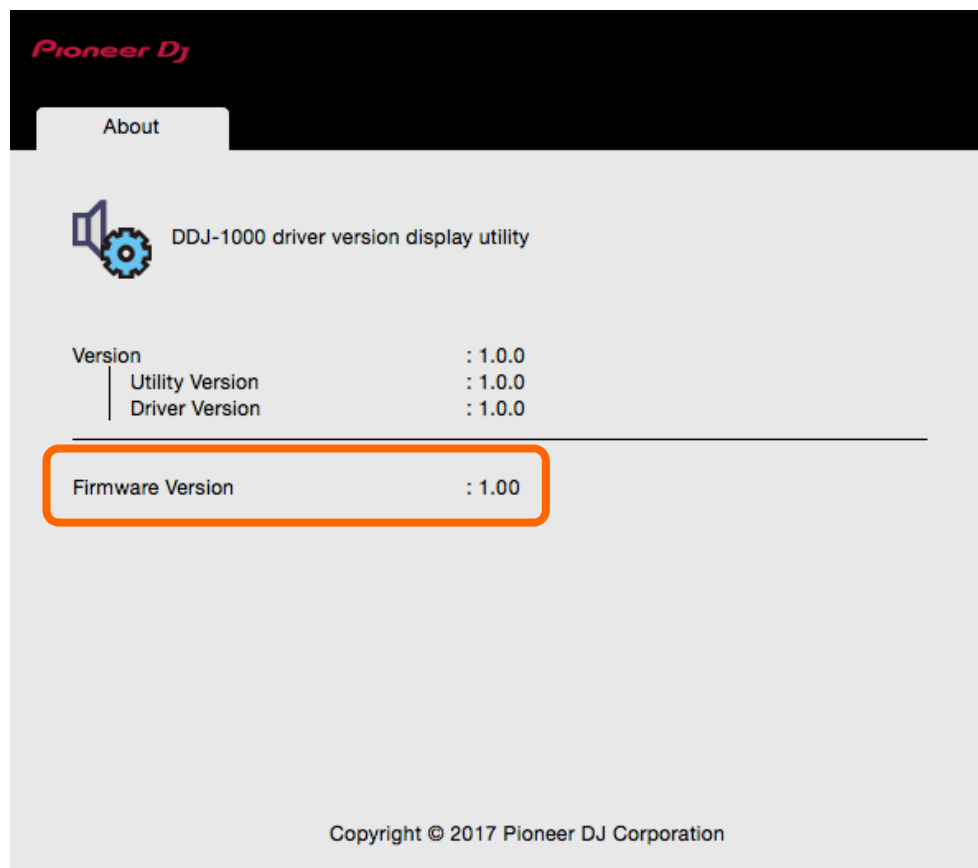 Pioneer Dj
About
DDJ-1000 driver version display utility
Version : 1.0.0
Utility Version : 1.0.0
Driver Version : 1.0.0
Firmware Version : 1.00
Copyright © 2017 Pioneer DJ Corporation